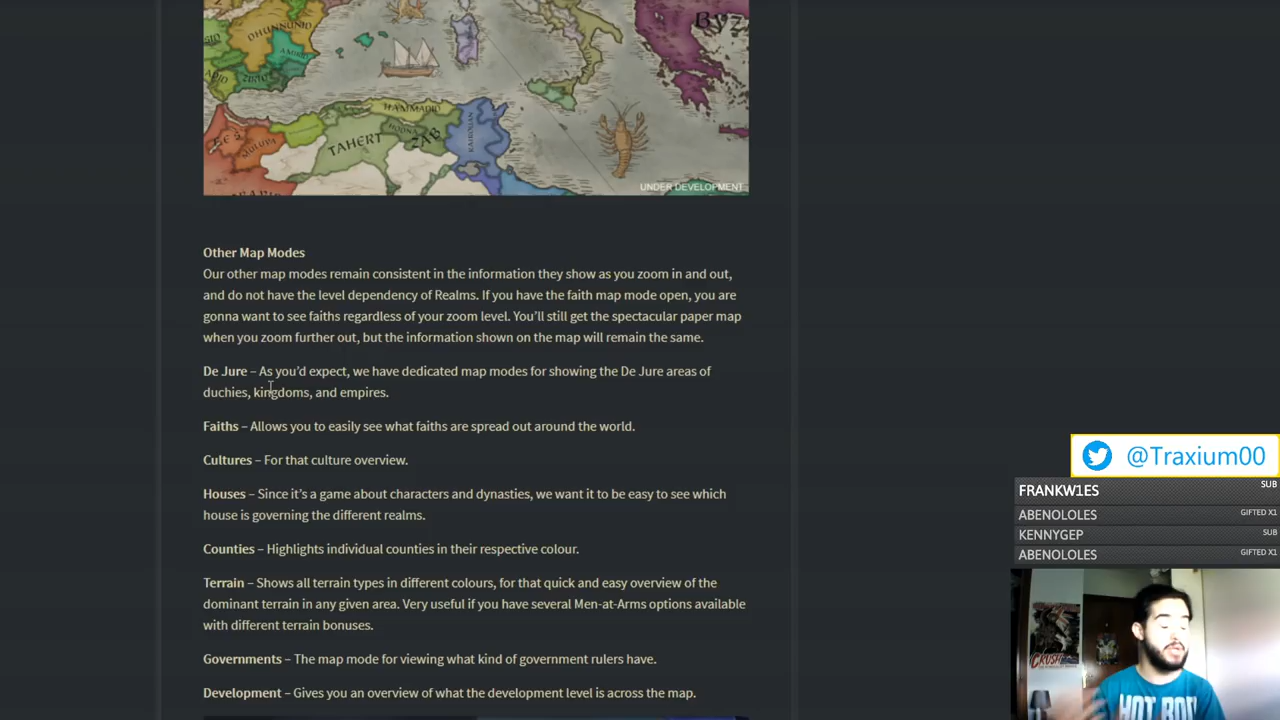 DHUNNUNID
AMIRID
BYZ
HAMMADID
HODNA
TAHERT
ZAB
KAIROUAN
FES
UNDER DEVELOPMENT
Other Map Modes
Our other map modes remain consistent in the information they show as you zoom in and out,
and do not have the level dependency of Realms. If you have the faith map mode open, you are
gonna want to see faiths regardless of your zoom level. You’ll still get the spectacular paper map
when you zoom further out, but the information shown on the map will remain the same.
De Jure – As you’d expect, we have dedicated map modes for showing the De Jure areas of
duchies, kingdoms, and empires.
Faiths – Allows you to easily see what faiths are spread out around the world.
Cultures – For that culture overview.
Houses – Since it’s a game about characters and dynasties, we want it to be easy to see which
house is governing the different realms.
Counties – Highlights individual counties in their respective colour.
Terrain – Shows all terrain types in different colours, for that quick and easy overview of the
dominant terrain in any given area. Very useful if you have several Men-at-Arms options available
with different terrain bonuses.
Governments – The map mode for viewing what kind of government rulers have.
Development – Gives you an overview of what the development level is across the map.
@Traxium00
FRANKW1ES SUB
ABENOLOLES GIFTED X1
KENNYGEP SUB
ABENOLOLES GIFTED X1
CRUSH
HOT ROD